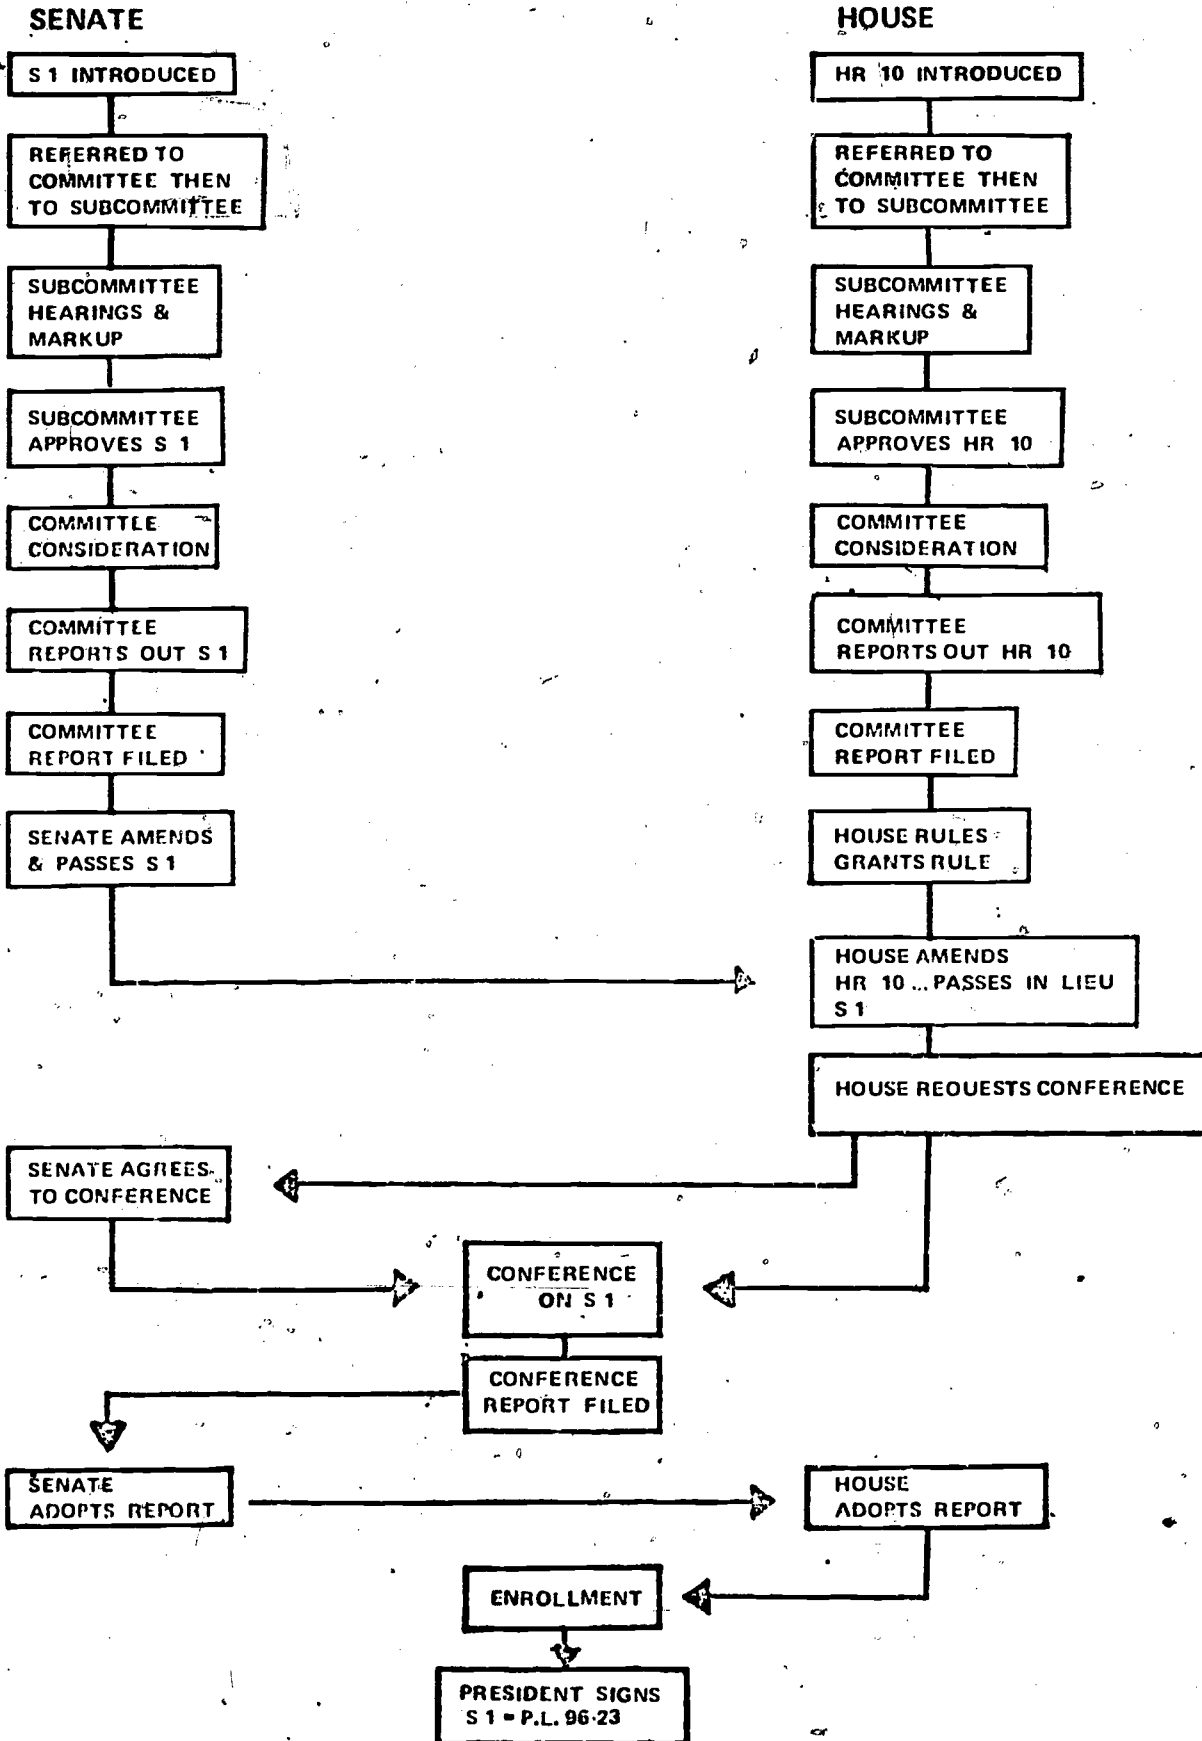 SENATE
S 1 INTRODUCED
REFERRED TO
COMMITTEE THEN
TO SUBCOMMITTEE
SUBCOMMITTEE
HEARINGS &
MARKUP
SUBCOMMITTEE
APPROVES S 1
COMMITTEE
CONSIDERATION
COMMITTEE
REPORTS OUT S 1
COMMITTEE
REPORT FILED
SENATE AMENDS
& PASSES S 1
HOUSE
HR 10 INTRODUCED
REFERRED TO
COMMITTEE THEN
TO SUBCOMMITTEE
SUBCOMMITTEE
HEARINGS &
MARKUP
SUBCOMMITTEE
APPROVES HR 10
COMMITTEE
CONSIDERATION
COMMITTEE
REPORTS OUT HR 10
COMMITTEE
REPORT FILED
HOUSE RULES
GRANTS RULE
HOUSE AMENDS
HR 10 ... PASSES IN LIEU
S 1
HOUSE REQUESTS CONFERENCE
SENATE AGREES
TO CONFERENCE
CONFERENCE
ON S 1
CONFERENCE
REPORT FILED
SENATE
ADOPTS REPORT
HOUSE
ADOPTS REPORT
ENROLLMENT
PRESIDENT SIGNS
S 1 = P.L. 96-23